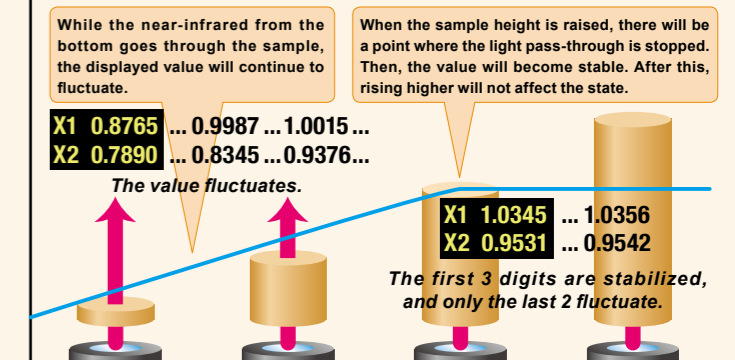 While the near-infrared from the
bottom goes through the sample,
the displayed value will continue to
fluctuate.
When the sample height is raised, there will be
a point where the light pass-through is stopped.
Then, the value will become stable. After this,
rising higher will not affect the state.
X1 0.8765 ... 0.9987 ... 1.0015 ...
X2 0.7890 ... 0.8345 ... 0.9376...
The value fluctuates.
X1 1.0345 ... 1.0356
X2 0.9531 ... 0.9542
The first 3 digits are stabilized,
and only the last 2 fluctuate.